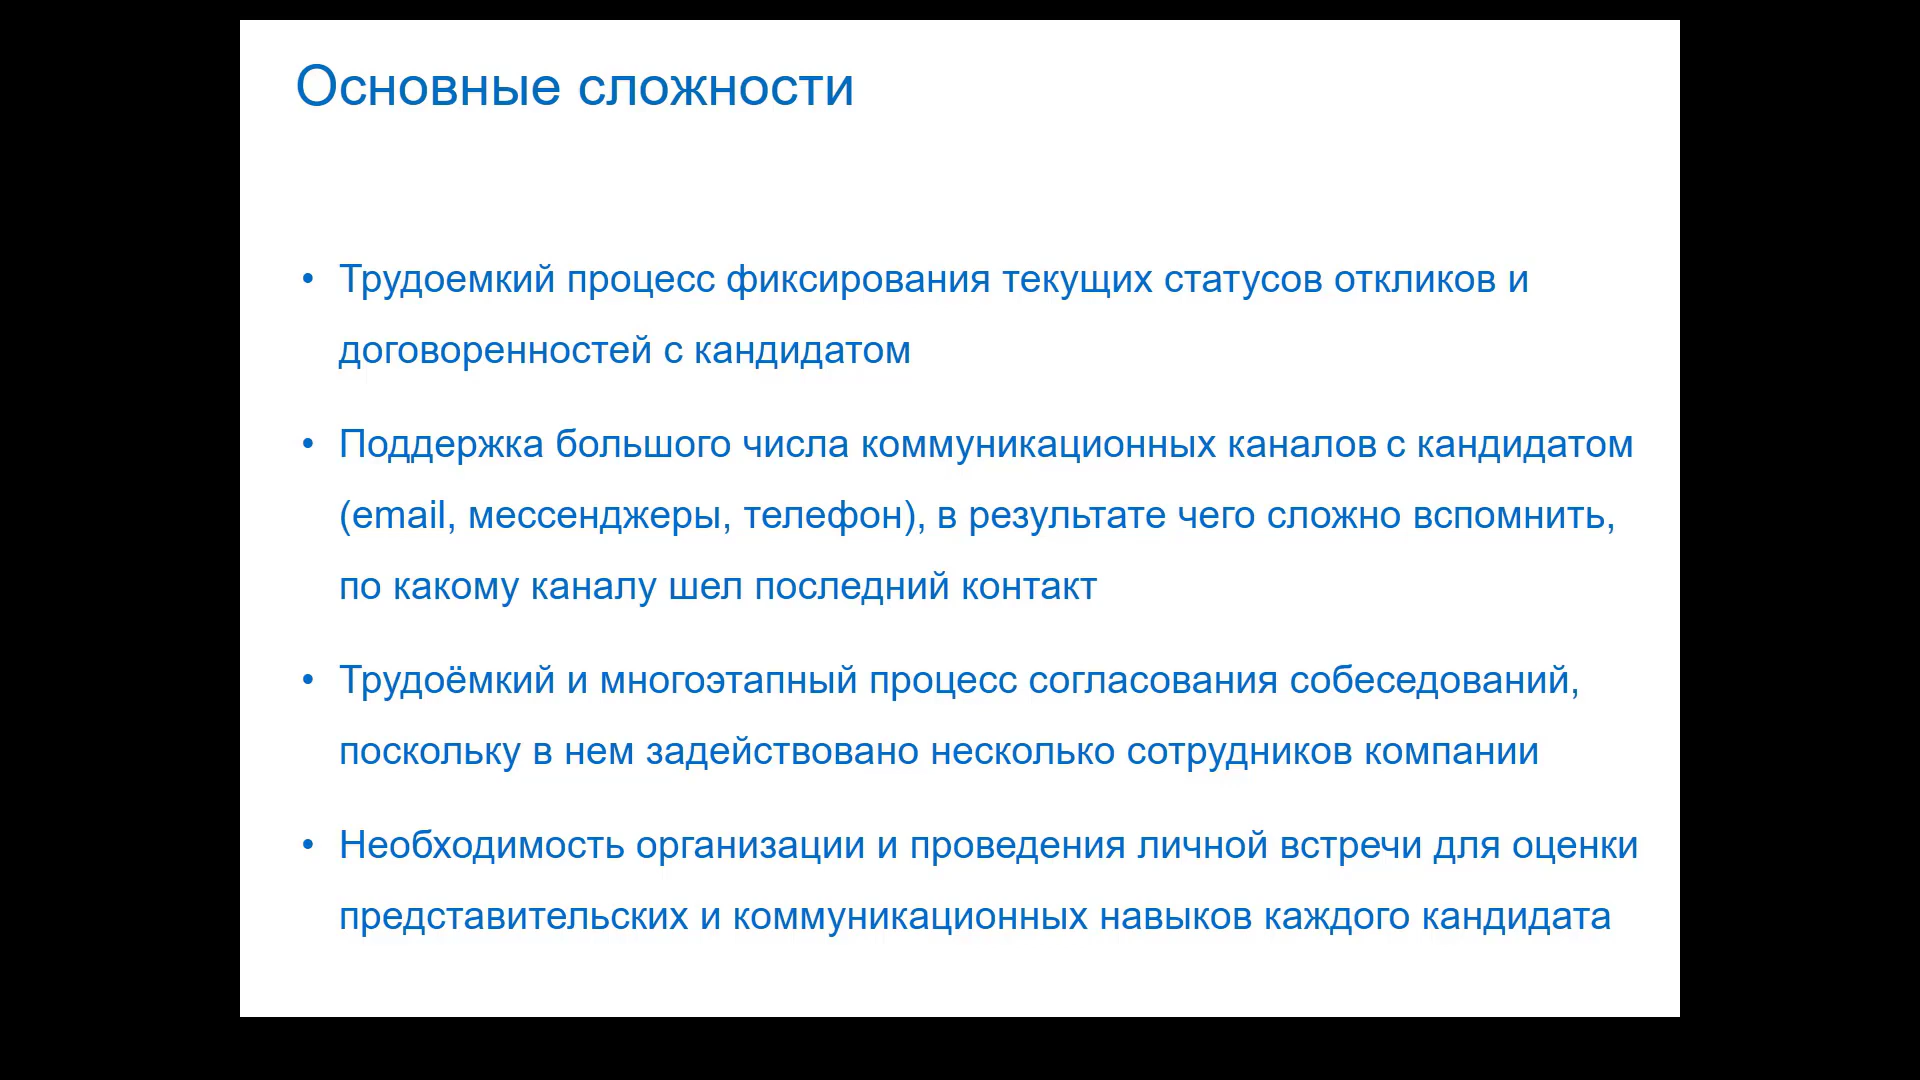 Основные сложности
• Трудоемкий процесс фиксирования текущих статусов откликов и
договоренностей с кандидатом
• Поддержка большого числа коммуникационных каналов с кандидатом
(email, мессенджеры, телефон), в результате чего сложно вспомнить,
по какому каналу шел последний контакт
• Трудоёмкий и многоэтапный процесс согласования собеседований,
поскольку в нем задействовано несколько сотрудников компании
• Необходимость организации и проведения личной встречи для оценки
представительских и коммуникационных навыков каждого кандидата